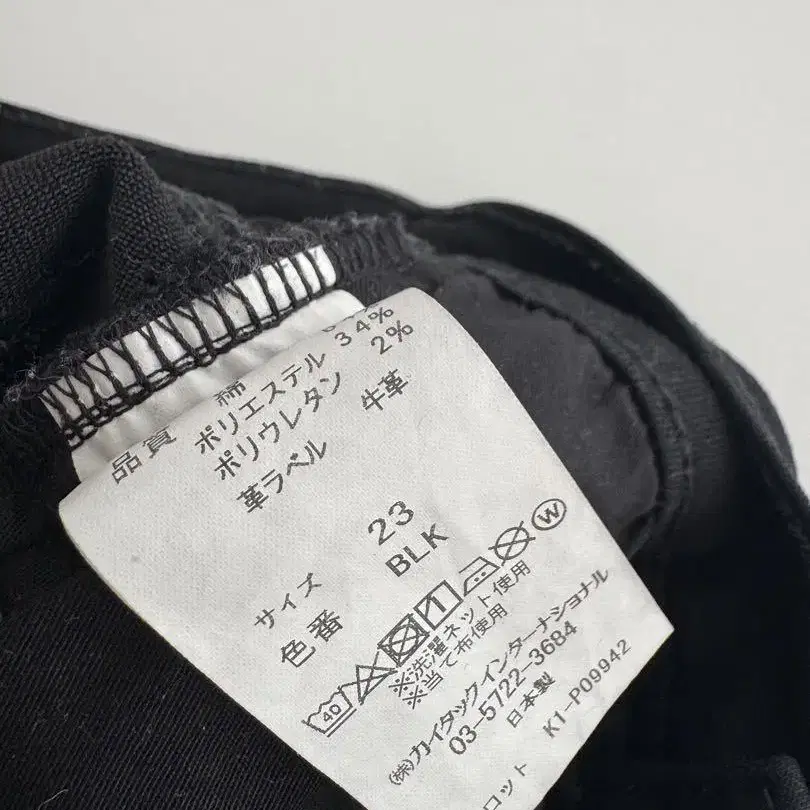 品質 綿
ポリエステル 34%
ポリウレタン 2%
革ラベル 牛革
サイズ 23
色番 BLK
40 W
※洗濯ネット使用
※当て布使用
(株)カイタックインターナショナル
03-5722-3684
日本製
ロット K1-P09942